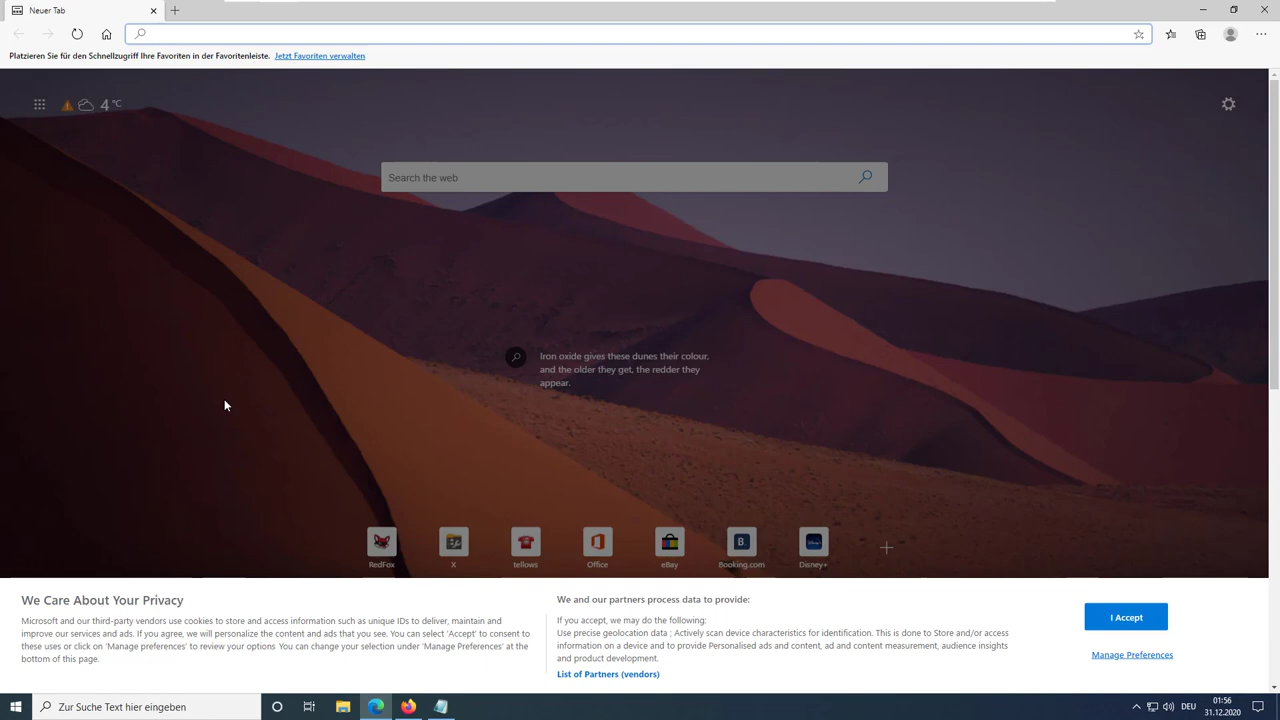 Neuer Tab
Platzieren Sie für den Schnellzugriff Ihre Favoriten in der Favoritenleiste. Jetzt Favoriten verwalten
4 °C
Search the web
Iron oxide gives these dunes their colour,
and the older they get, the redder they
appear.
RedFox
X
tellows
Office
eBay
B.
Booking.com
Disney+
Disney+
We Care About Your Privacy
Microsoft and our third-party vendors use cookies to store and access information such as unique IDs to deliver, maintain and
improve our services and ads. If you agree, we will personalize the content and ads that you see. You can select 'Accept' to consent to
these uses or click on 'Manage preferences' to review your options. You can change your selection under 'Manage Preferences' at the
bottom of this page.
We and our partners process data to provide:
If you accept, we may do the following:
Use precise geolocation data ; Actively scan device characteristics for identification. This is done to Store and/or access
information on a device and to provide Personalised ads and content, ad and content measurement, audience insights
and product development.
List of Partners (vendors)
I Accept
Manage Preferences
Zur Suche Text hier eingeben
DEU
01:56
31.12.2020